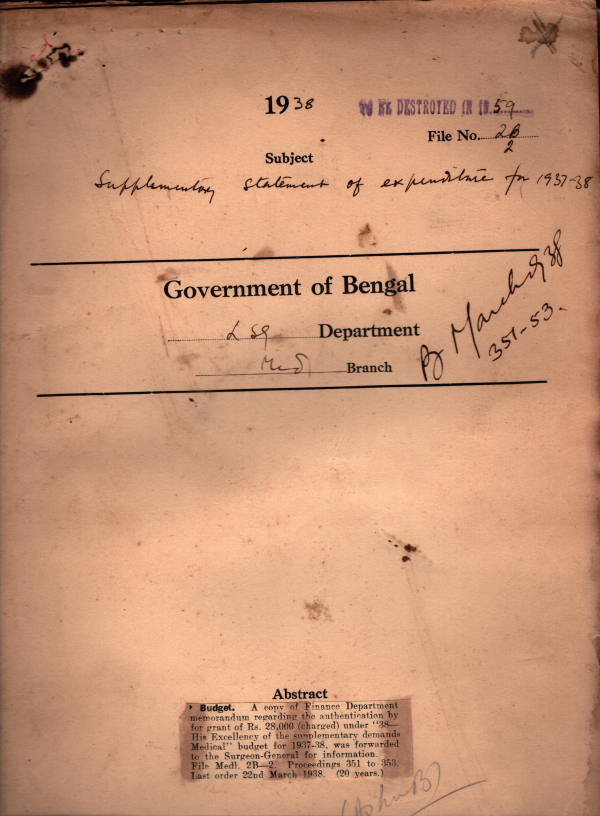 1938
TO BE DESTROYED IN 1959
File No. 2B
2
Subject
Supplementary Statement of expenditure for 1937-38
Government of Bengal
L S G Department
Med Branch
March 38
351-53.
Abstract
Budget. A copy of Finance Department
memorandum regarding the authentication by
for grant of Rs. 28,000 (charged) under "38—
His Excellency of the supplementary demands
Medical" budget for 1937-38, was forwarded
to the Surgeon-General for information.
File Medl. 2B—2. Proceedings 351 to 353.
Last order 22nd March 1938. (20 years.)